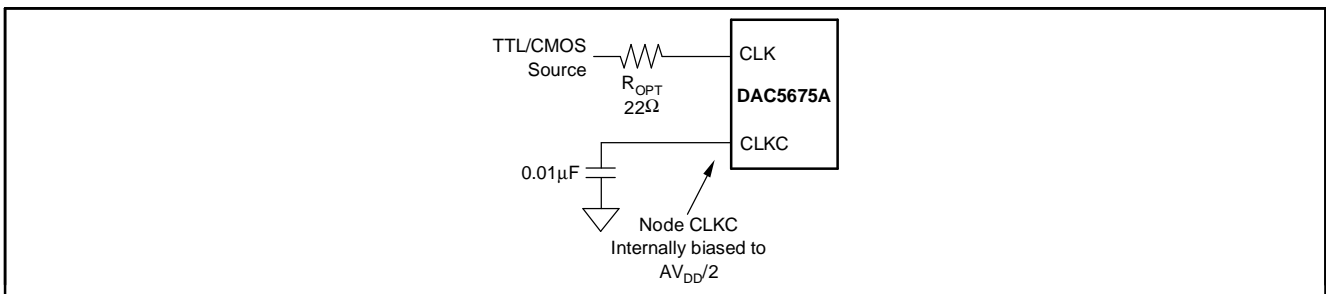 TTL/CMOS
Source
R_OPT
22Ω
CLK
DAC5675A
CLKC
0.01μF
Node CLKC
Internally biased to
AV_DD/2